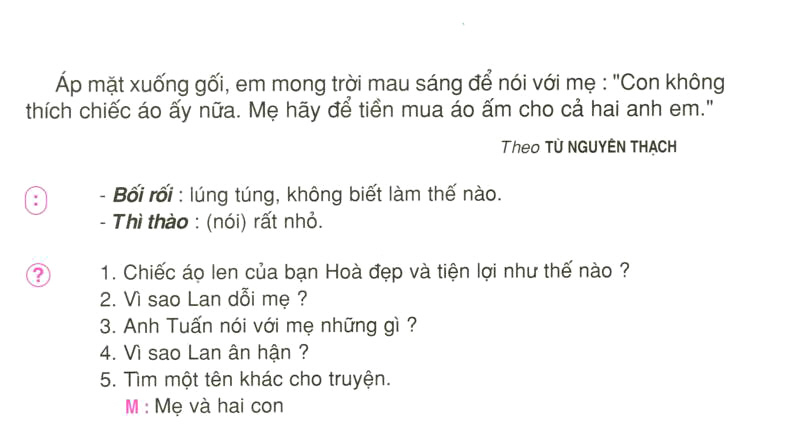 Áp mặt xuống gối, em mong trời mau sáng để nói với mẹ : "Con không
thích chiếc áo ấy nữa. Mẹ hãy để tiền mua áo ấm cho cả hai anh em."
Theo TỪ NGUYÊN THẠCH
:
- Bối rối : lúng túng, không biết làm thế nào.
- Thì thào : (nói) rất nhỏ.
?
1. Chiếc áo len của bạn Hoà đẹp và tiện lợi như thế nào ?
2. Vì sao Lan dỗi mẹ ?
3. Anh Tuấn nói với mẹ những gì ?
4. Vì sao Lan ân hận ?
5. Tìm một tên khác cho truyện.
M : Mẹ và hai con